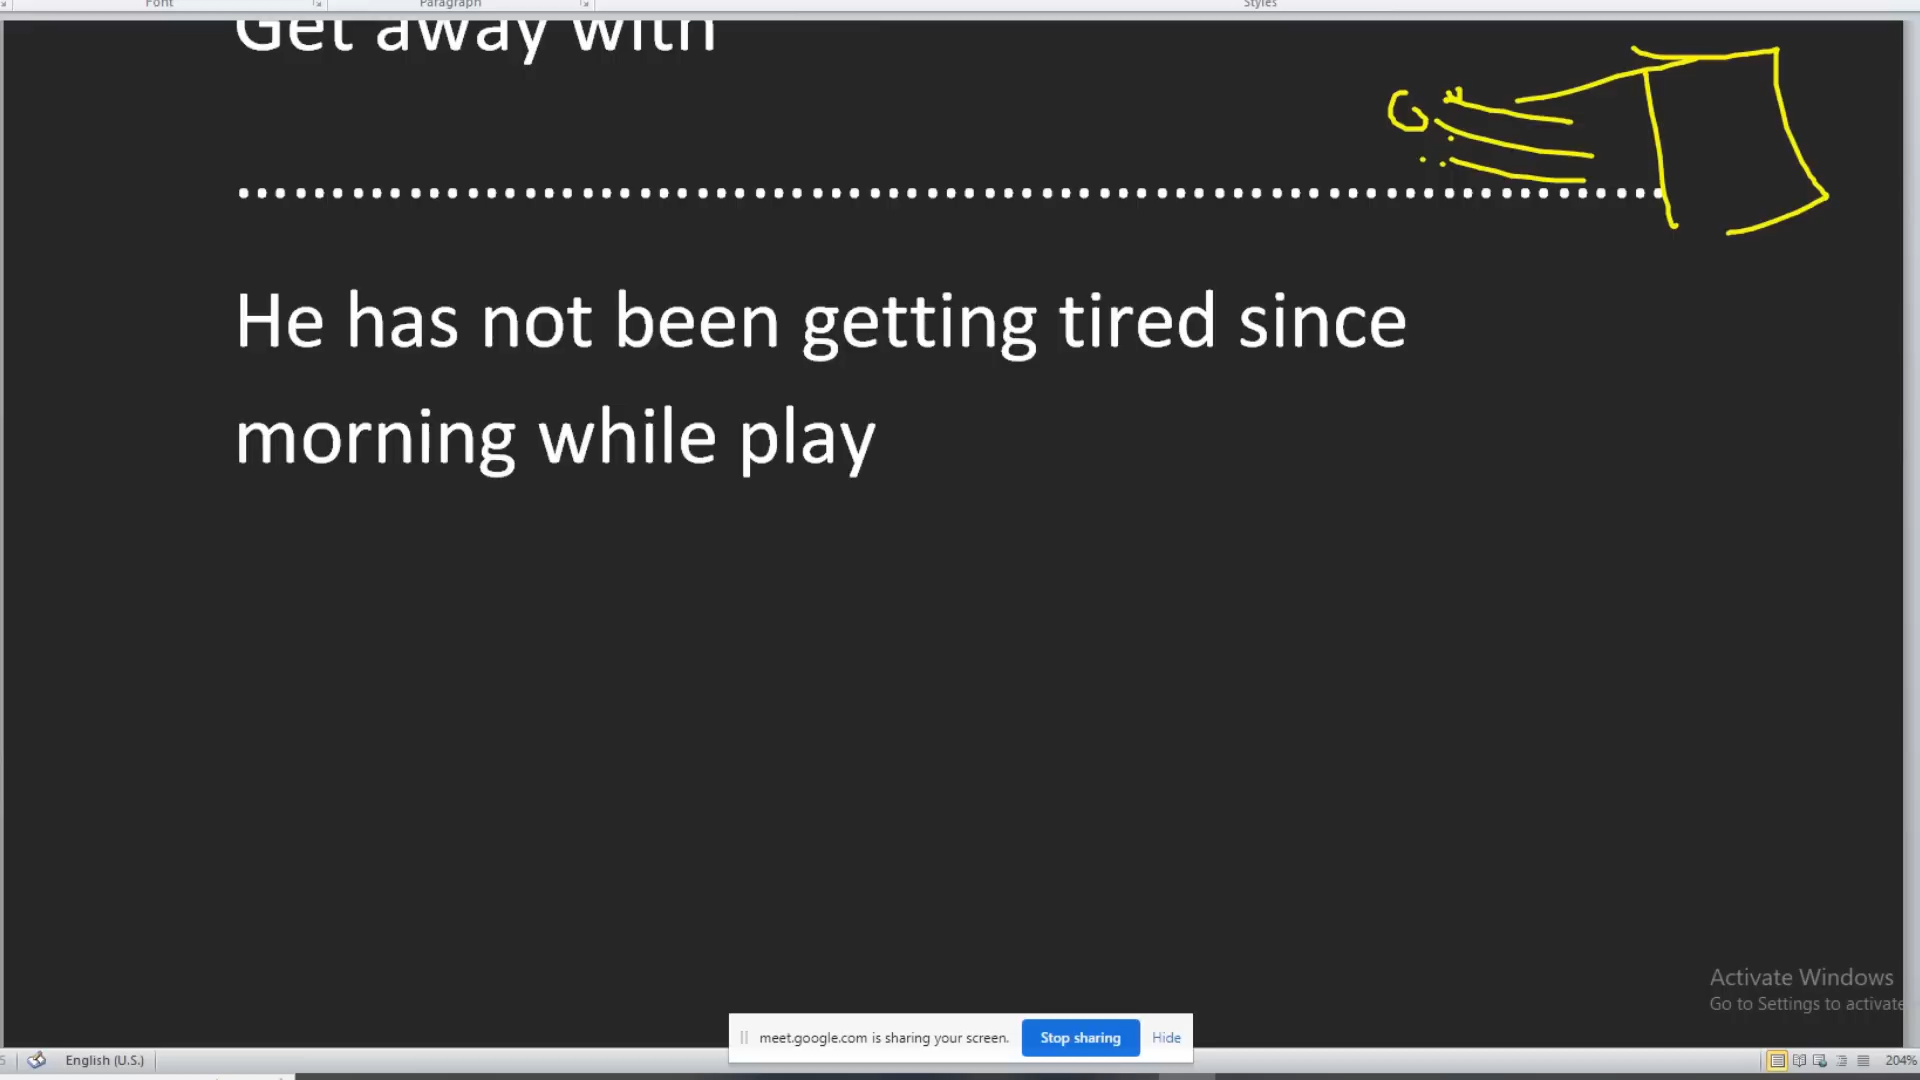 Font
Paragraph
Styles
Get away with
He has not been getting tired since
morning while play
Activate Windows
Go to Settings to activate
meet.google.com is sharing your screen.
Stop sharing
Hide
English (U.S.)
204%